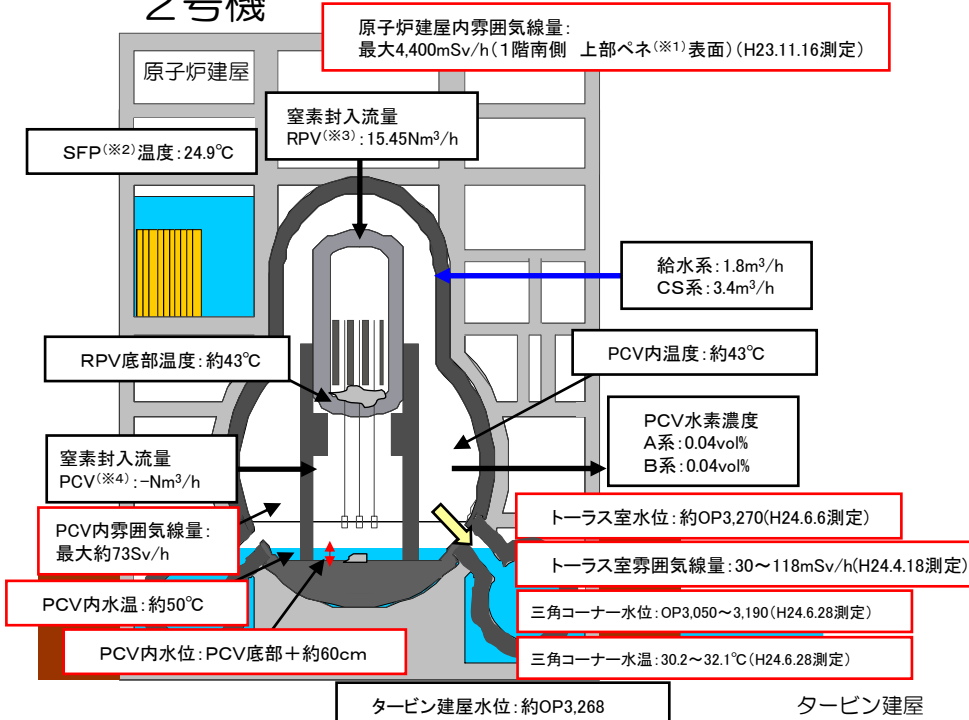 2号機
原子炉建屋内雰囲気線量:
最大4,400mSv/h(1階南側 上部ペネ(※1)表面)(H23.11.16測定)
原子炉建屋
窒素封入流量
RPV(※3):15.45Nm3/h
SFP(※2)温度:24.9℃
給水系:1.8m3/h
CS系:3.4m3/h
RPV底部温度:約43℃
PCV内温度:約43℃
PCV水素濃度
A系:0.04vol%
B系:0.04vol%
窒素封入流量
PCV(※4):-Nm3/h
PCV内雰囲気線量:
最大約73Sv/h
トーラス室水位:約OP3,270(H24.6.6測定)
トーラス室雰囲気線量:30~118mSv/h(H24.4.18測定)
PCV内水温:約50℃
三角コーナー水位:OP3,050~3,190(H24.6.28測定)
PCV内水位:PCV底部+約60cm
三角コーナー水温:30.2~32.1℃(H24.6.28測定)
タービン建屋水位:約OP3,268
タービン建屋